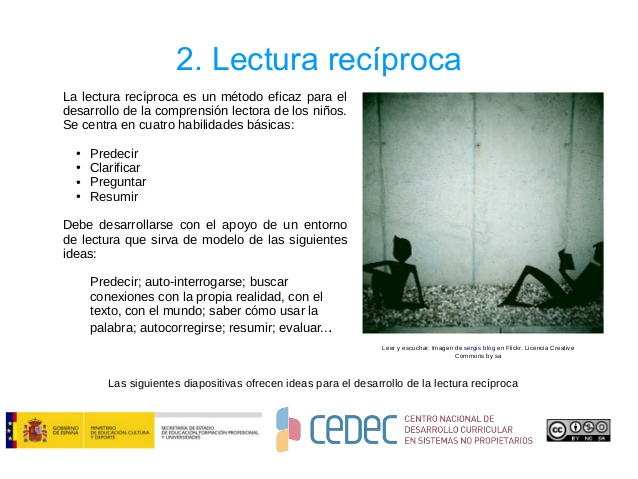 2. Lectura recíproca
La lectura recíproca es un método eficaz para el
desarrollo de la comprensión lectora de los niños.
Se centra en cuatro habilidades básicas:
• Predecir
• Clarificar
• Preguntar
• Resumir
Debe desarrollarse con el apoyo de un entorno
de lectura que sirva de modelo de las siguientes
ideas:
Predecir; auto-interrogarse; buscar
conexiones con la propia realidad, con el
texto, con el mundo; saber cómo usar la
palabra; autocorregirse; resumir; evaluar...
Leer y escuchar. Imagen de sergis blog en Flickr. Licencia Creative
Commons by sa
Las siguientes diapositivas ofrecen ideas para el desarrollo de la lectura recíproca
GOBIERNO
DE ESPAÑA
MINISTERIO
DE EDUCACIÓN, CULTURA
Y DEPORTE
SECRETARÍA DE ESTADO
DE EDUCACIÓN, FORMACIÓN PROFESIONAL
Y UNIVERSIDADES
CEDEC
CENTRO NACIONAL DE
DESARROLLO CURRICULAR
EN SISTEMAS NO PROPIETARIOS
cc
BY NC SA